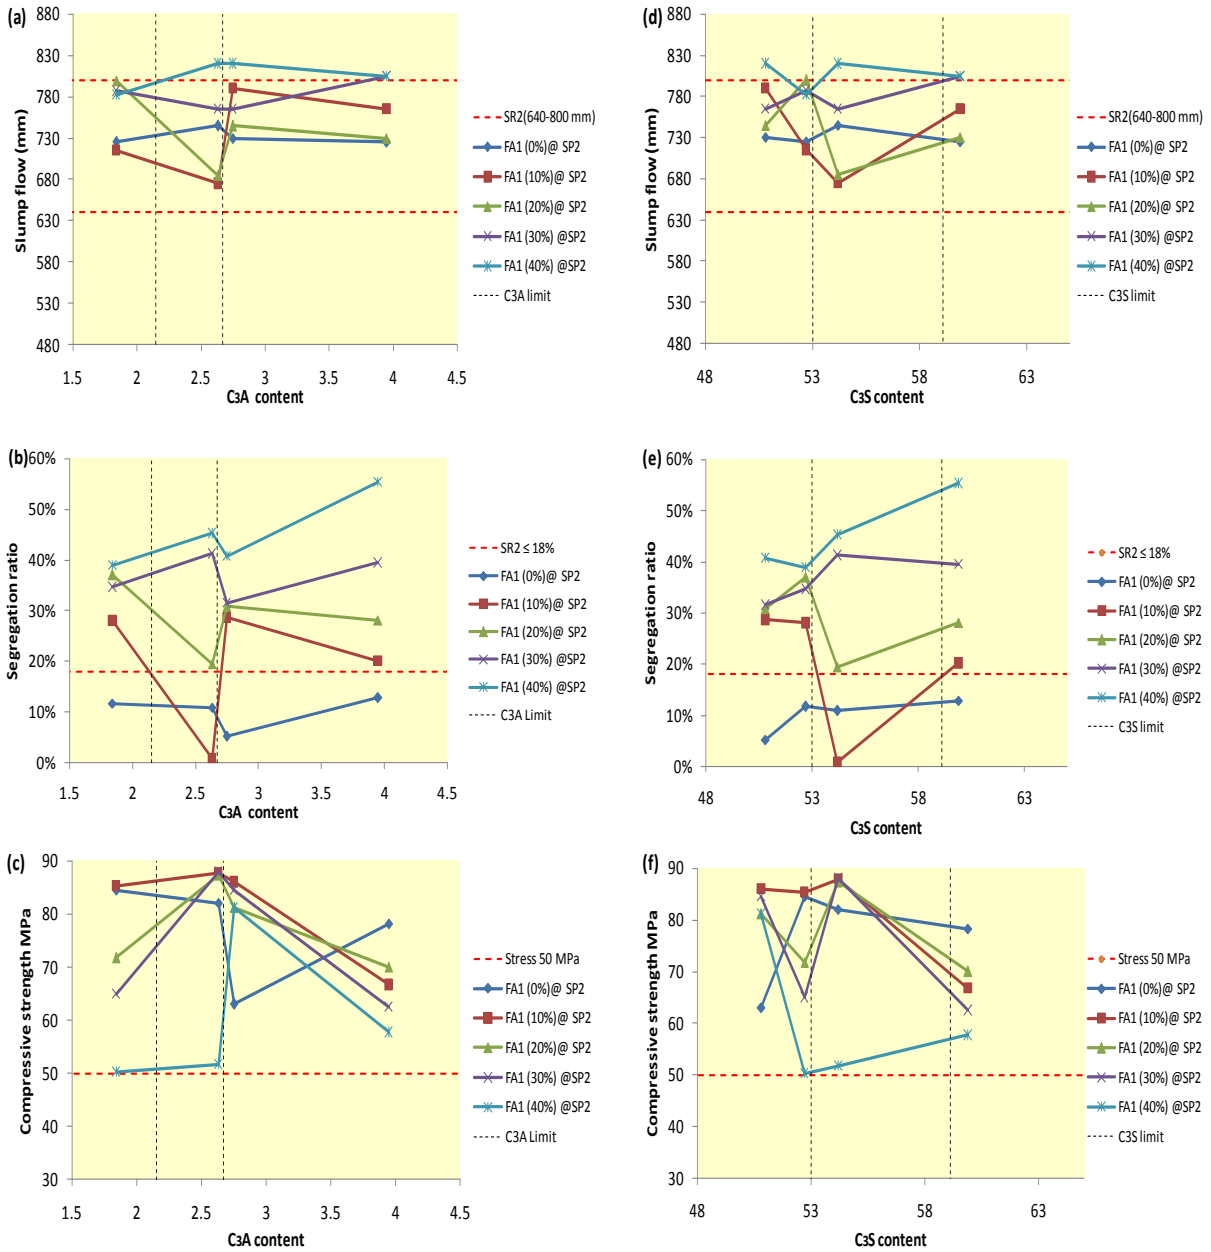 (a)
880
830
780
730
680
630
580
530
480
Slump flow (mm)
1.5 2 2.5 3 3.5 4 4.5
C3A content
SR2(640-800 mm)
FA1 (0%)@ SP2
FA1 (10%)@ SP2
FA1 (20%)@ SP2
FA1 (30%) @SP2
FA1 (40%) @SP2
C3A limit
(d)
880
830
780
730
680
630
580
530
480
Slump flow (mm)
48 53 58 63
C3S content
SR2(640-800 mm)
FA1 (0%)@ SP2
FA1 (10%)@ SP2
FA1 (20%)@ SP2
FA1 (30%) @SP2
FA1 (40%) @SP2
C3S limit
(b)
60%
50%
40%
30%
20%
10%
0%
Segregation ratio
1.5 2 2.5 3 3.5 4 4.5
C3A content
SR2 ≤ 18%
FA1 (0%)@ SP2
FA1 (10%)@ SP2
FA1 (20%)@ SP2
FA1 (30%) @SP2
FA1 (40%) @SP2
C3A Limit
(e)
60%
50%
40%
30%
20%
10%
0%
Segregation ratio
48 53 58 63
C3S content
SR2 ≤ 18%
FA1 (0%)@ SP2
FA1 (10%)@ SP2
FA1 (20%)@ SP2
FA1 (30%) @SP2
FA1 (40%) @SP2
C3S limit
(c)
90
80
70
60
50
40
30
Compressive strength MPa
1.5 2 2.5 3 3.5 4 4.5
C3A content
Stress 50 MPa
FA1 (0%)@ SP2
FA1 (10%)@ SP2
FA1 (20%)@ SP2
FA1 (30%) @SP2
FA1 (40%) @SP2
C3A Limit
(f)
90
80
70
60
50
40
30
Compressive strength MPa
48 53 58 63
C3S content
Stress 50 MPa
FA1 (0%)@ SP2
FA1 (10%)@ SP2
FA1 (20%)@ SP2
FA1 (30%) @SP2
FA1 (40%) @SP2
C3S limit